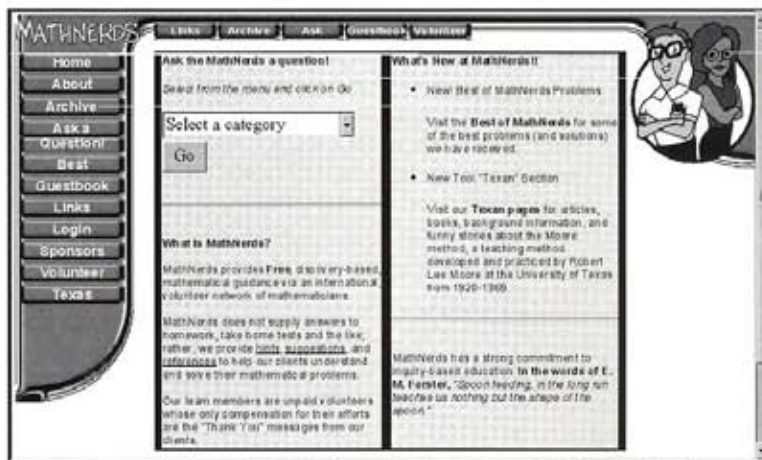 MATHNERDS
Links Archive Ask Guestbook Volunteer
Home
About
Archive
Ask a
Question!
Best
Guestbook
Links
Login
Sponsors
Volunteer
Texas
Ask the MathNerds a question!
Select from the menu and click on Go
Select a category
Go
What is MathNerds?
MathNerds provides Free, discovery-based,
mathematical guidance via an international,
volunteer network of mathematicians.
MathNerds does not supply answers to
homework, take home tests and the like;
rather, we provide hints, suggestions, and
references to help our clients understand
and solve their mathematical problems.
Our team members are unpaid volunteers
whose only compensation for their efforts
are the "Thank You" messages from our
clients.
What's New at MathNerds!!
• New! Best of MathNerds Problems
Visit the Best of MathNerds for some
of the best problems (and solutions)
we have received.
• New Tool "Texan" Section
Visit our Texan pages for articles,
books, background information, and
funny stories about the Moore
method, a teaching method
developed and practiced by Robert
Lee Moore at the University of Texas
from 1920-1969.
MathNerds has a strong commitment to
inquiry-based education. In the words of E.
M. Forster, "Spoon feeding, in the long run
teaches us nothing but the shape of the
spoon."